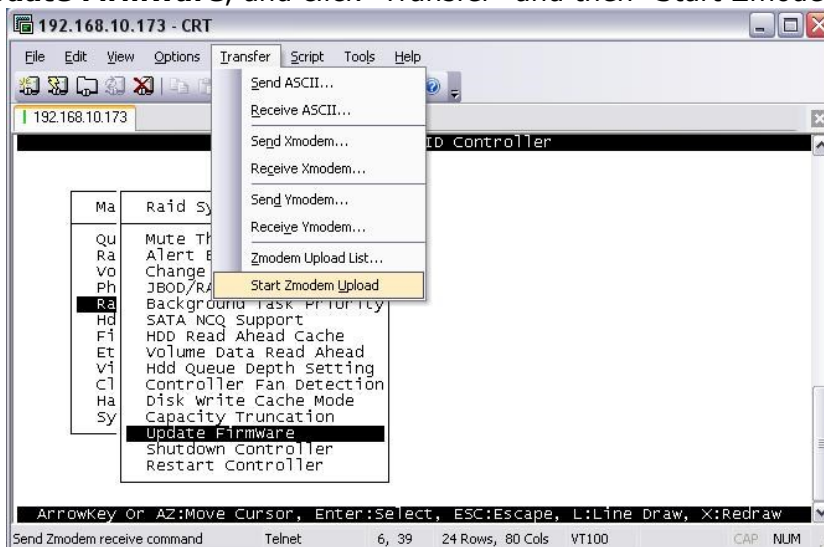 date Firmware, and click "Transfer" and then "Start Zmode
192.168.10.173 - CRT
File Edit View Options Transfer Script Tools Help
192.168.10.173
Send ASCII...
Receive ASCII...
Send Xmodem...
Receive Xmodem...
Send Ymodem...
Receive Ymodem...
Zmodem Upload List...
Start Zmodem Upload
ID Controller
Ma
Qu
Ra
Vo
Ph
Ra
Hd
Fi
Et
Vi
Cl
Ha
Sy
Raid Sy
Mute Th
Alert B
Change
JBOD/RA
Background Task Priority
SATA NCQ Support
HDD Read Ahead Cache
Volume Data Read Ahead
Hdd Queue Depth Setting
Controller Fan Detection
Disk Write Cache Mode
Capacity Truncation
Update FirmWare
Shutdown Controller
Restart Controller
ArrowKey Or AZ:Move Cursor, Enter:Select, ESC:Escape, L:Line Draw, X:Redraw
Send Zmodem receive command Telnet 6, 39 24 Rows, 80 Cols VT100 CAP NUM